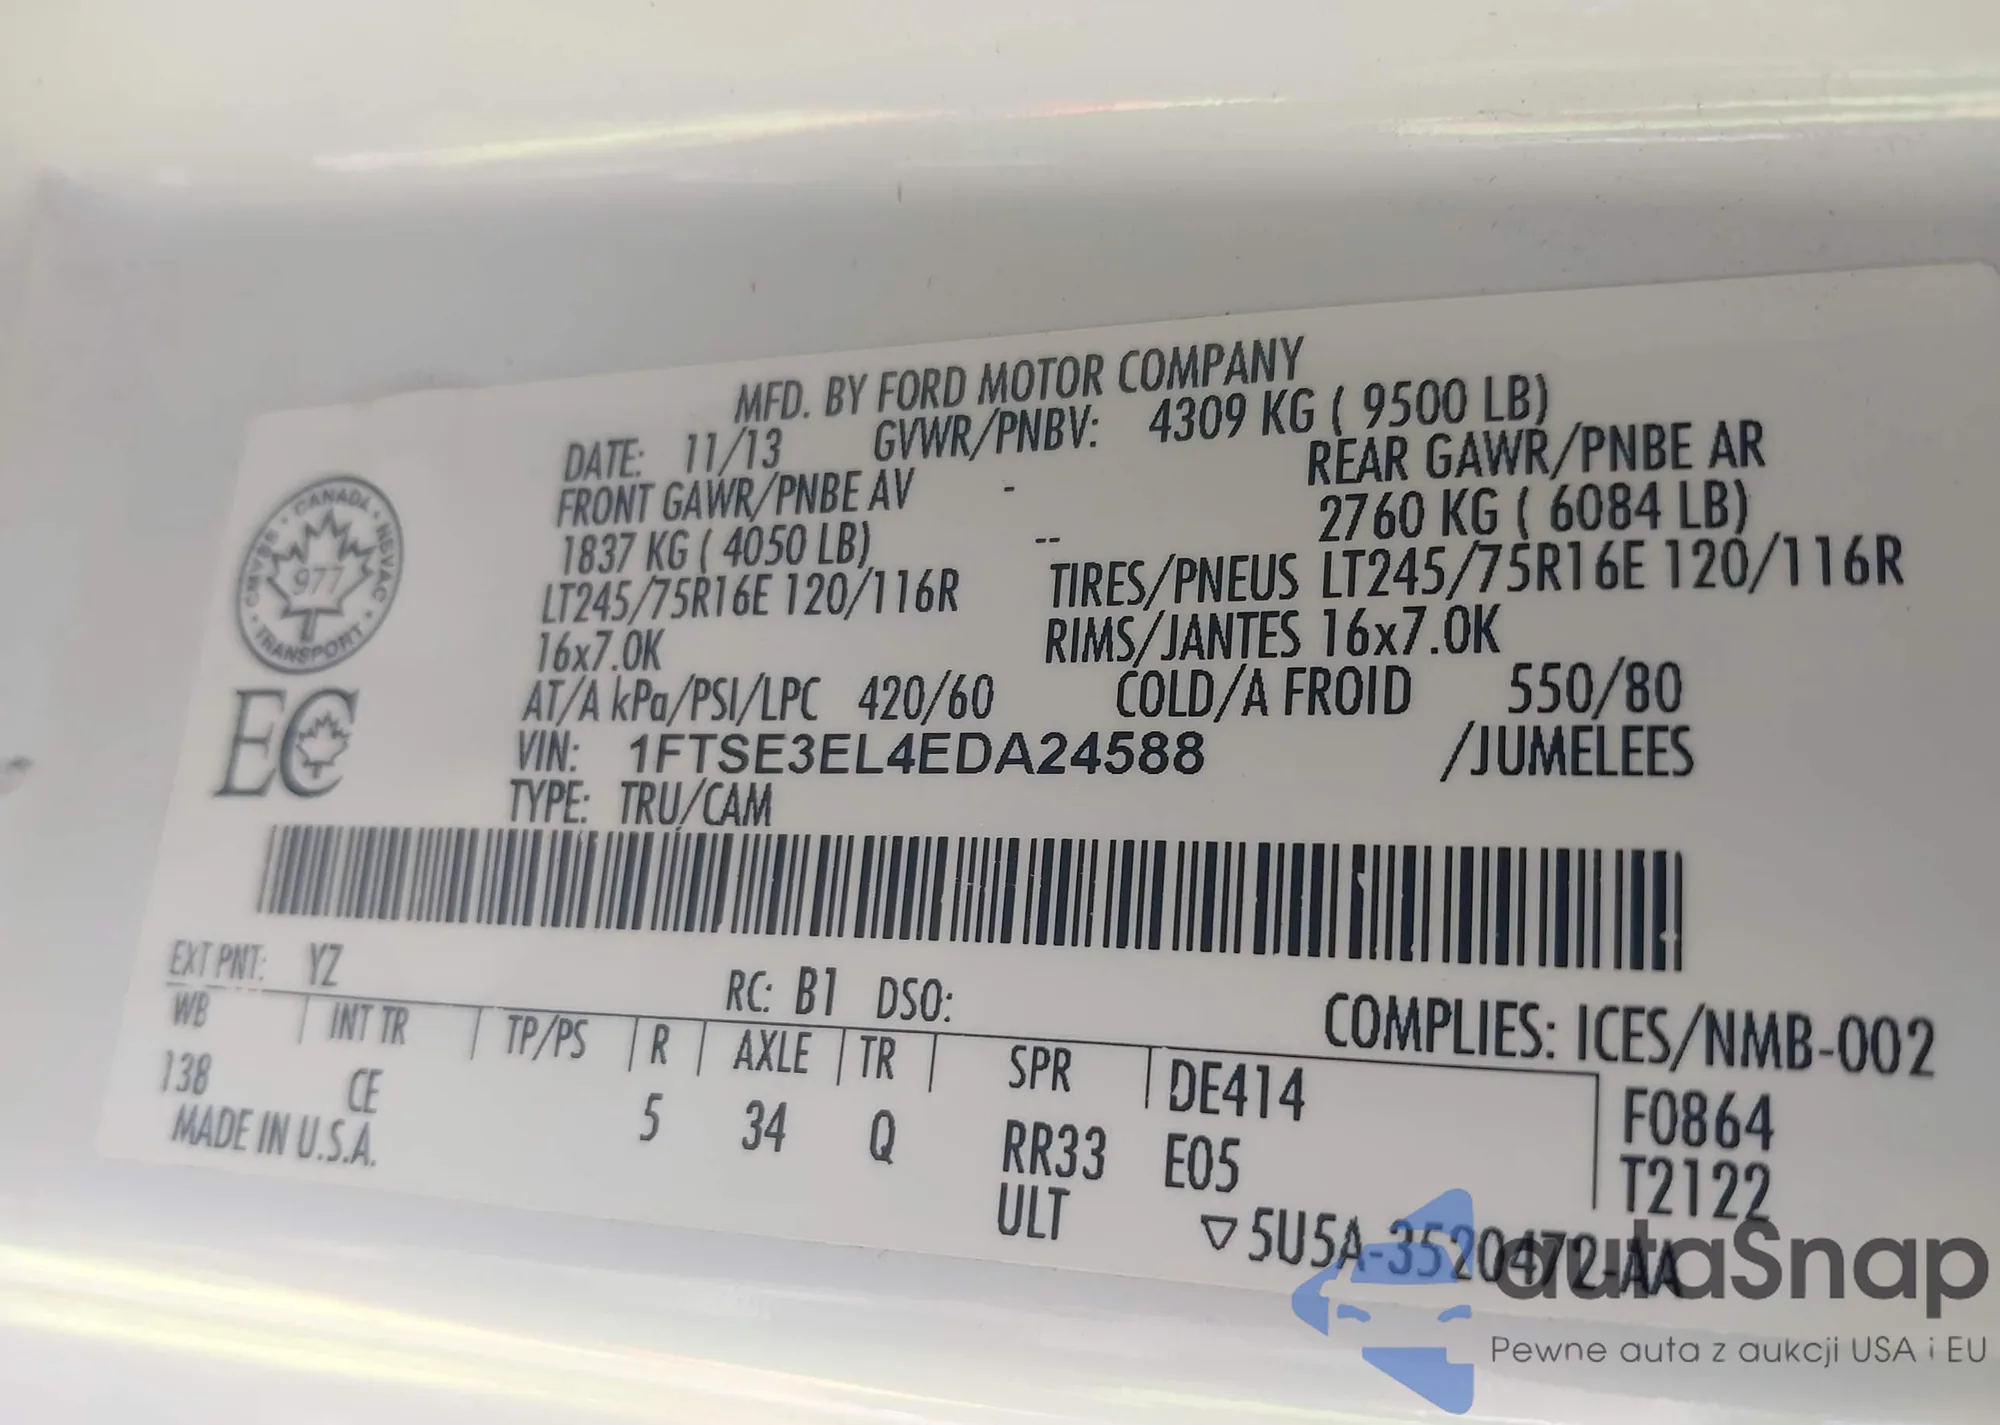 MFD. BY FORD MOTOR COMPANY
DATE: 11/13 GVWR/PNBV: 4309 KG ( 9500 LB)
FRONT GAWR/PNBE AV - REAR GAWR/PNBE AR
1837 KG ( 4050 LB) -- 2760 KG ( 6084 LB)
LT245/75R16E 120/116R TIRES/PNEUS LT245/75R16E 120/116R
16x7.0K RIMS/JANTES 16x7.0K
AT/A kPa/PSI/LPC 420/60 COLD/A FROID 550/80
VIN: 1FTSE3EL4EDA24588 /JUMELEES
TYPE: TRU/CAM
CANADA · NSVAC · TRANSPORT · CMVSS ·
977
EC
EXT PNT: YZ RC: B1 DSO: COMPLIES: ICES/NMB-002
WB | INT TR | TP/PS | R | AXLE | TR | SPR | DE414 F0864
138 CE 5 34 Q RR33 E05 T2122
MADE IN U.S.A. ULT ▽5U5A-3520472-AA
autaSnap
Pewne auta z aukcji USA i EU